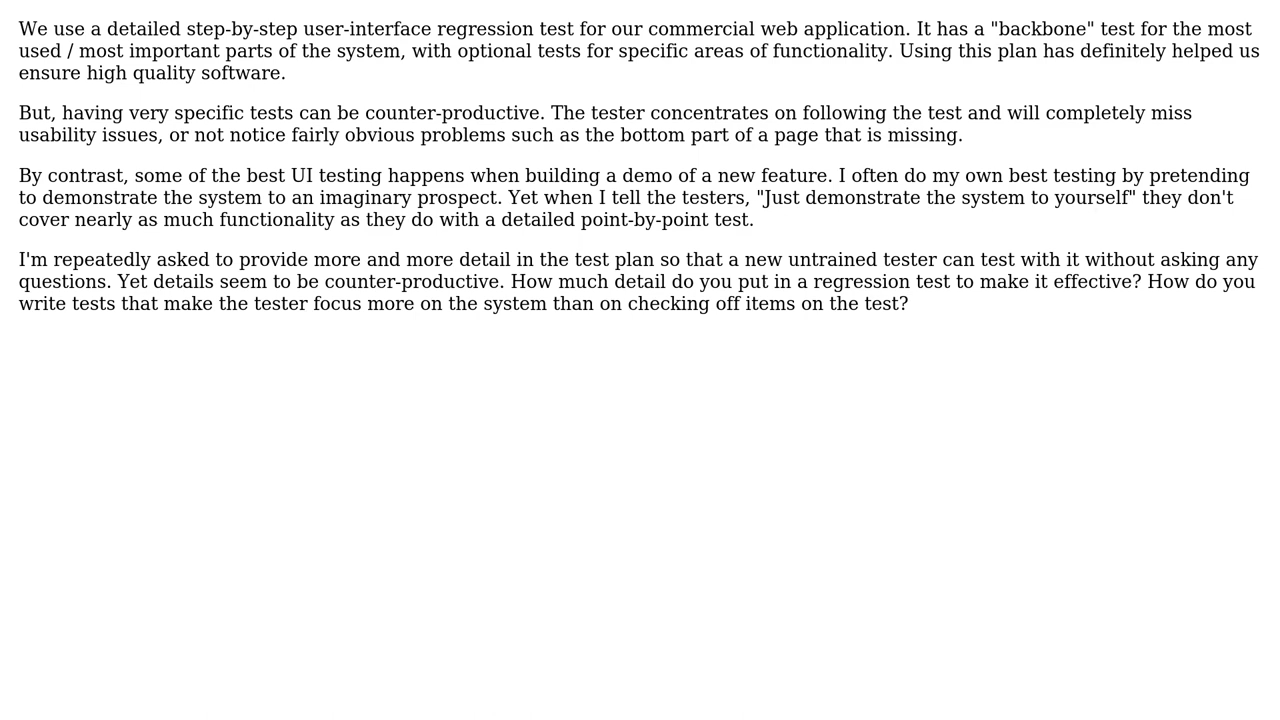 We use a detailed step-by-step user-interface regression test for our commercial web application. It has a "backbone" test for the most
used / most important parts of the system, with optional tests for specific areas of functionality. Using this plan has definitely helped us
ensure high quality software.
But, having very specific tests can be counter-productive. The tester concentrates on following the test and will completely miss
usability issues, or not notice fairly obvious problems such as the bottom part of a page that is missing.
By contrast, some of the best UI testing happens when building a demo of a new feature. I often do my own best testing by pretending
to demonstrate the system to an imaginary prospect. Yet when I tell the testers, "Just demonstrate the system to yourself" they don't
cover nearly as much functionality as they do with a detailed point-by-point test.
I'm repeatedly asked to provide more and more detail in the test plan so that a new untrained tester can test with it without asking any
questions. Yet details seem to be counter-productive. How much detail do you put in a regression test to make it effective? How do you
write tests that make the tester focus more on the system than on checking off items on the test?